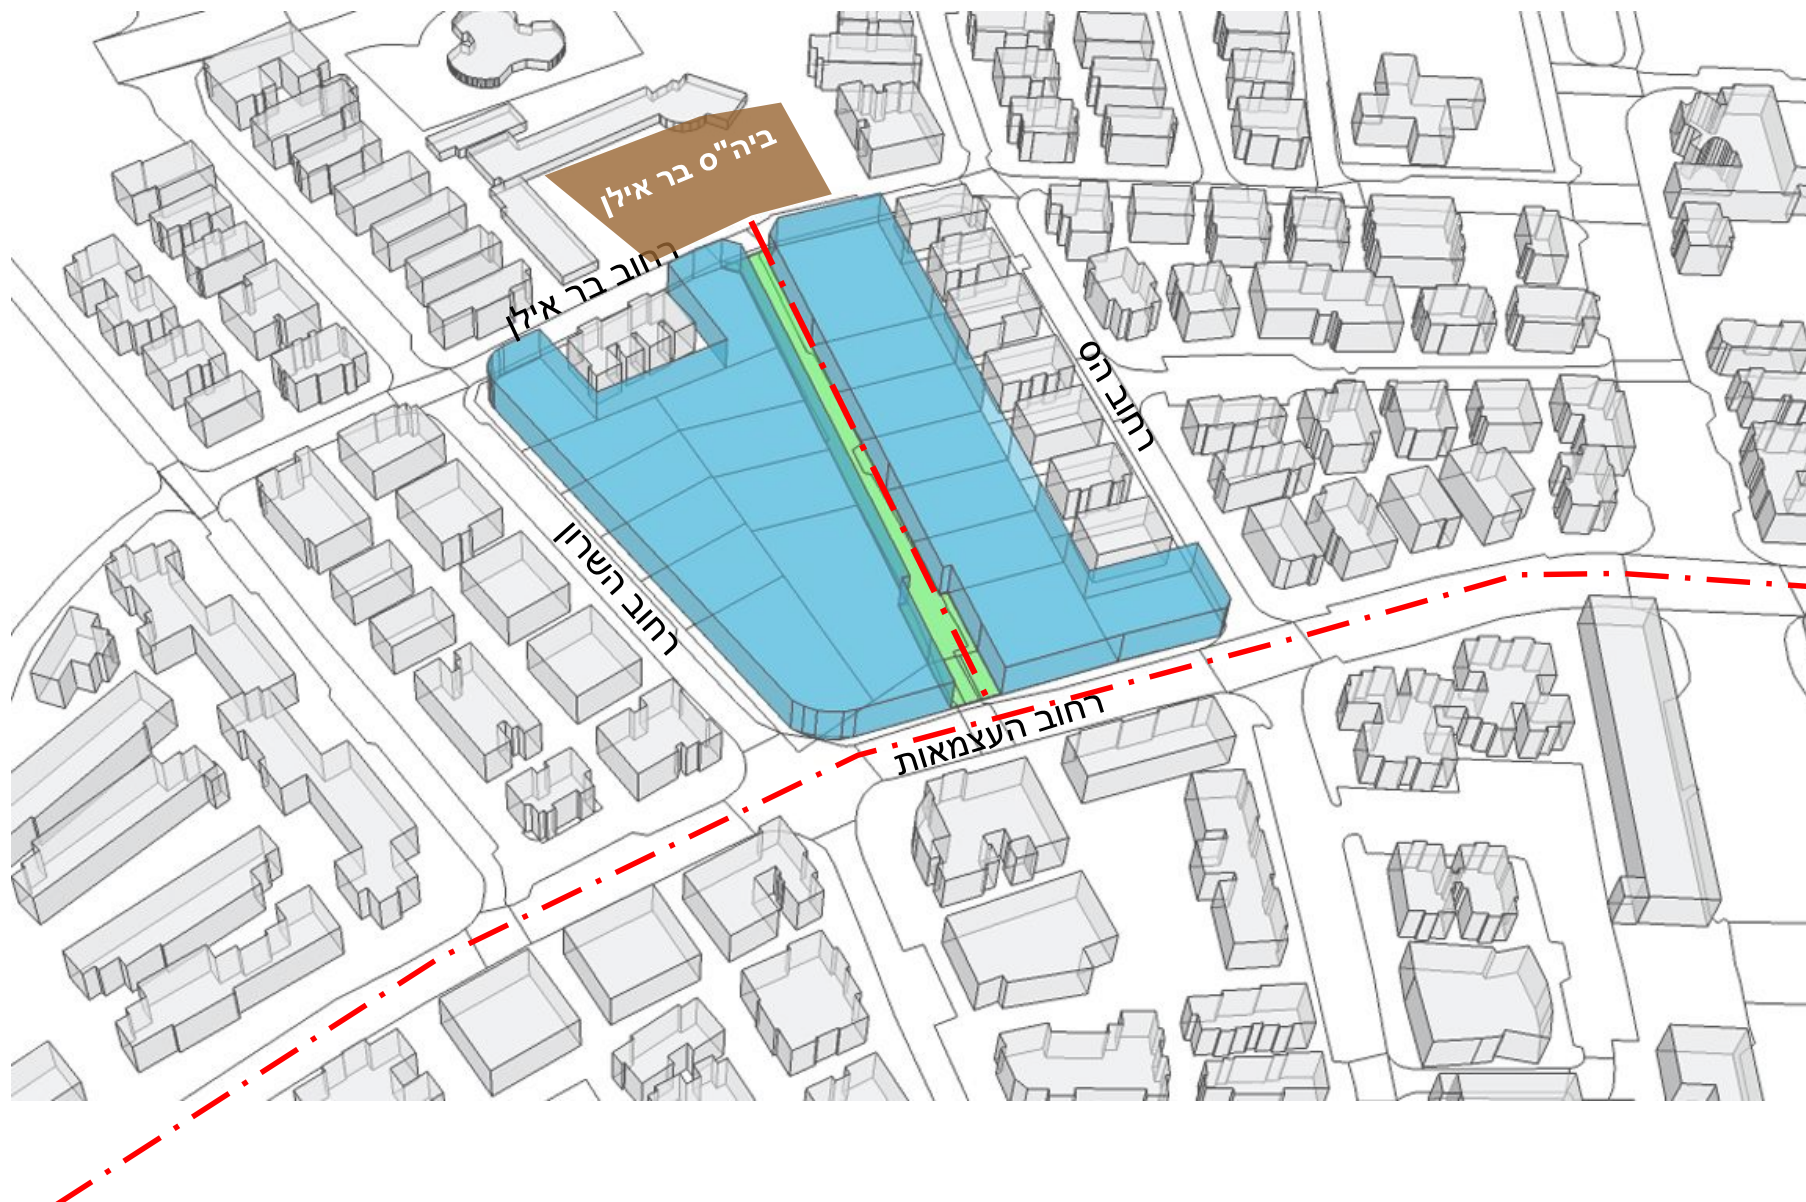 ביה"ס בר אילן
רחוב בר אילן
רחוב הס
רחוב השרון
רחוב העצמאות